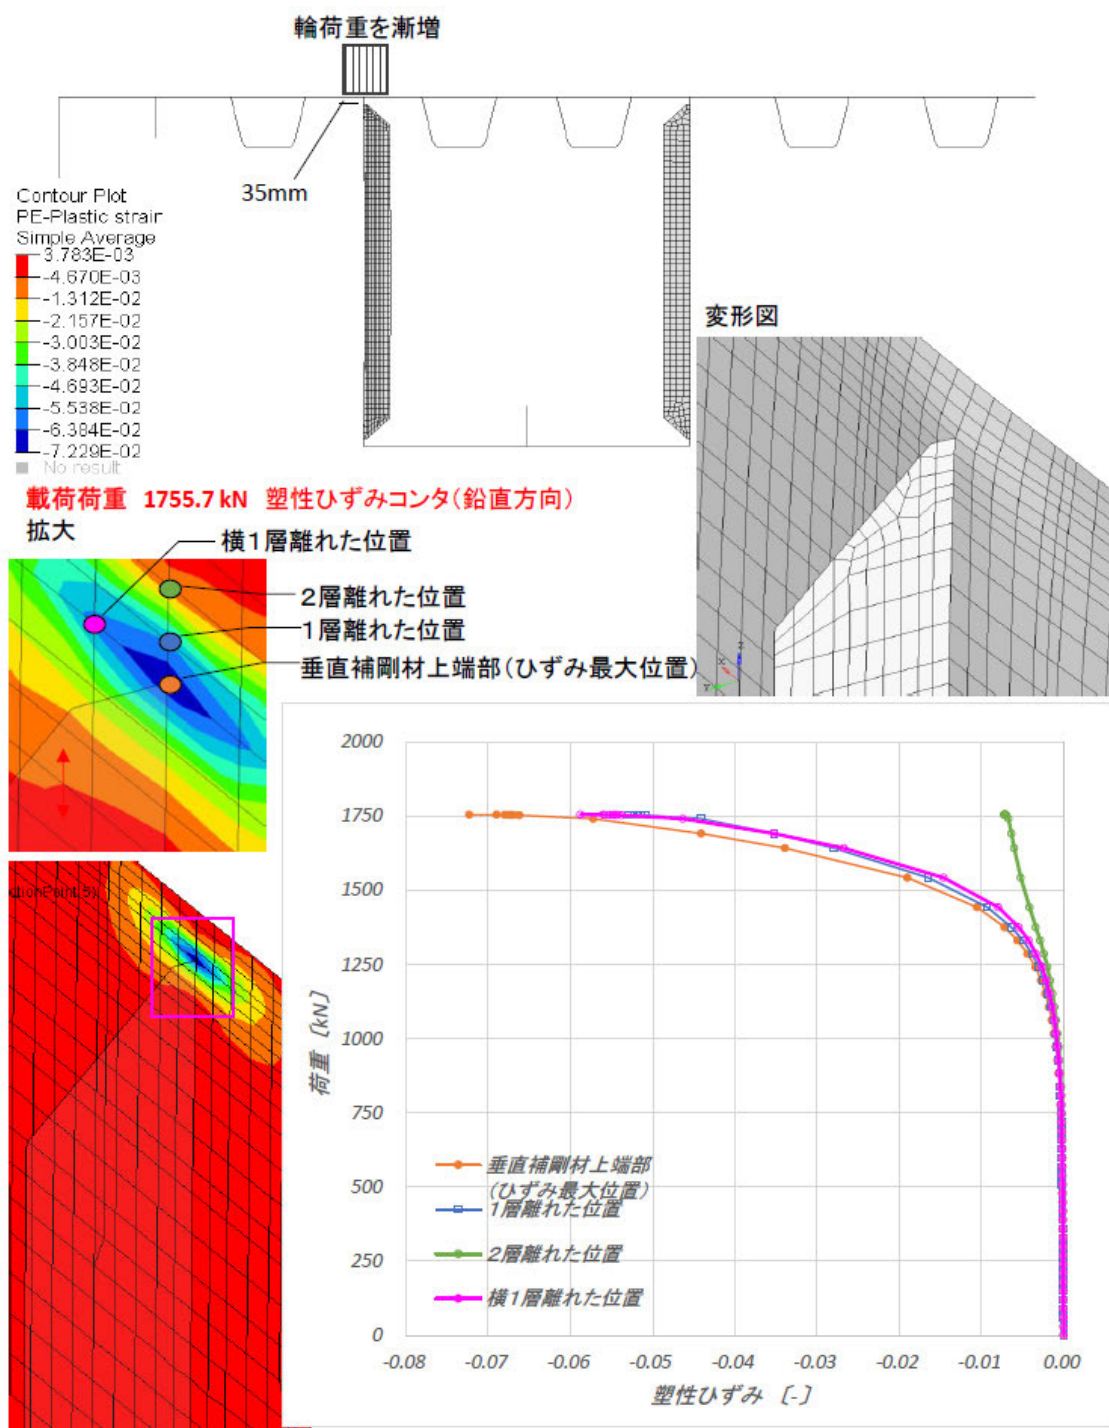 輪荷重を漸増
35mm
Contour Plot
PE-Plastic strair
Simple Average
3.783E-03
-4.670E-03
-1.312E-02
-2.157E-02
-3.003E-02
-3.848E-02
-4.693E-02
-5.538E-02
-6.384E-02
-7.229E-02
No result
変形図
Z
X
Y
載荷荷重 1755.7 kN 塑性ひずみコンタ(鉛直方向)
拡大
横1層離れた位置
2層離れた位置
1層離れた位置
垂直補剛材上端部(ひずみ最大位置)
ctionPoint(5)
2000
1750
1500
1250
1000
750
500
250
0
荷重 〔kN〕
垂直補剛材上端部
(ひずみ最大位置)
1層離れた位置
2層離れた位置
横1層離れた位置
-0.08
-0.07
-0.06
-0.05
-0.04
-0.03
-0.02
-0.01
0.00
塑性ひずみ 〔-〕